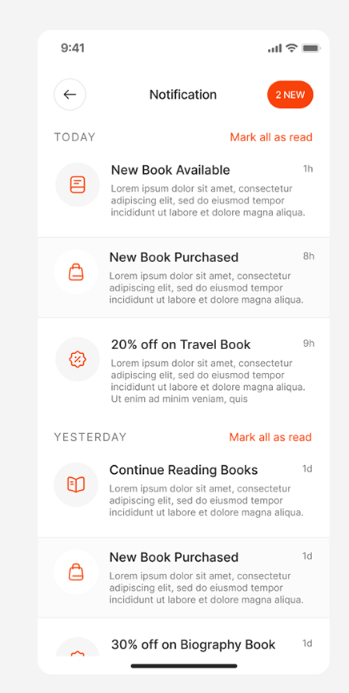 9:41
Notification
2 NEW
TODAY
Mark all as read
New Book Available
1h
Lorem ipsum dolor sit amet, consectetur
adipiscing elit, sed do eiusmod tempor
incididunt ut labore et dolore magna aliqua.
New Book Purchased
8h
Lorem ipsum dolor sit amet, consectetur
adipiscing elit, sed do eiusmod tempor
incididunt ut labore et dolore magna aliqua.
20% off on Travel Book
9h
Lorem ipsum dolor sit amet, consectetur
adipiscing elit, sed do eiusmod tempor
incididunt ut labore et dolore magna aliqua.
Ut enim ad minim veniam, quis
YESTERDAY
Mark all as read
Continue Reading Books
1d
Lorem ipsum dolor sit amet, consectetur
adipiscing elit, sed do eiusmod tempor
incididunt ut labore et dolore magna aliqua.
New Book Purchased
1d
Lorem ipsum dolor sit amet, consectetur
adipiscing elit, sed do eiusmod tempor
incididunt ut labore et dolore magna aliqua.
30% off on Biography Book
1d